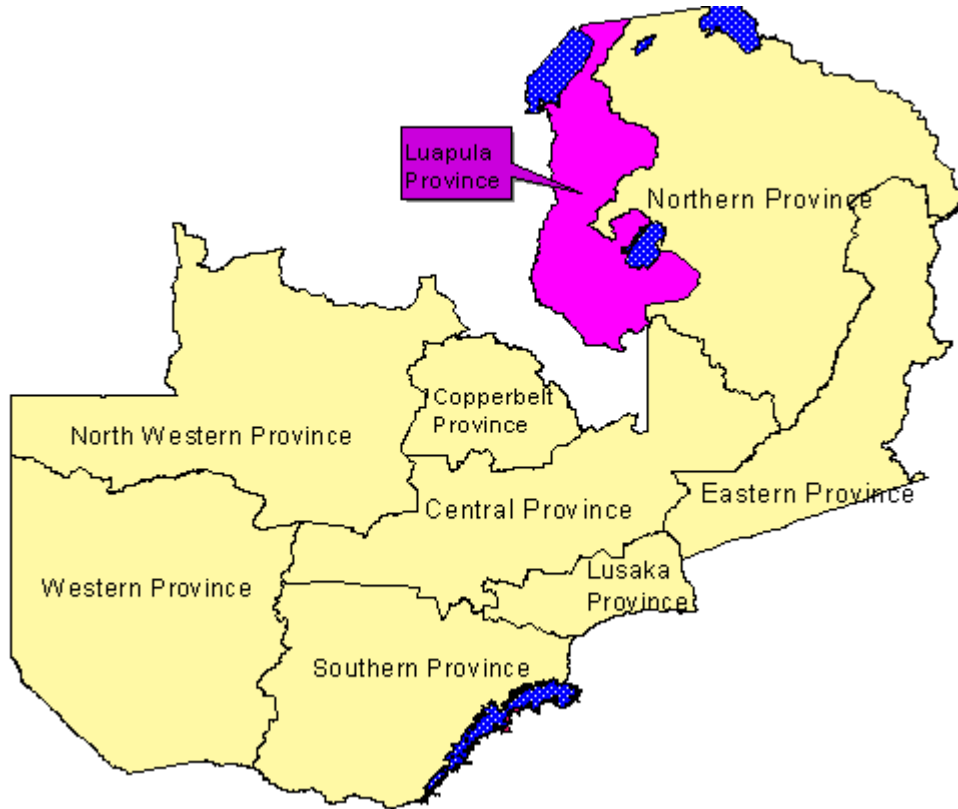 Luapula
Province
Northern Province
Copperbelt
Province
North Western Province
Eastern Province
Central Province
Lusaka
Province
Western Province
Southern Province